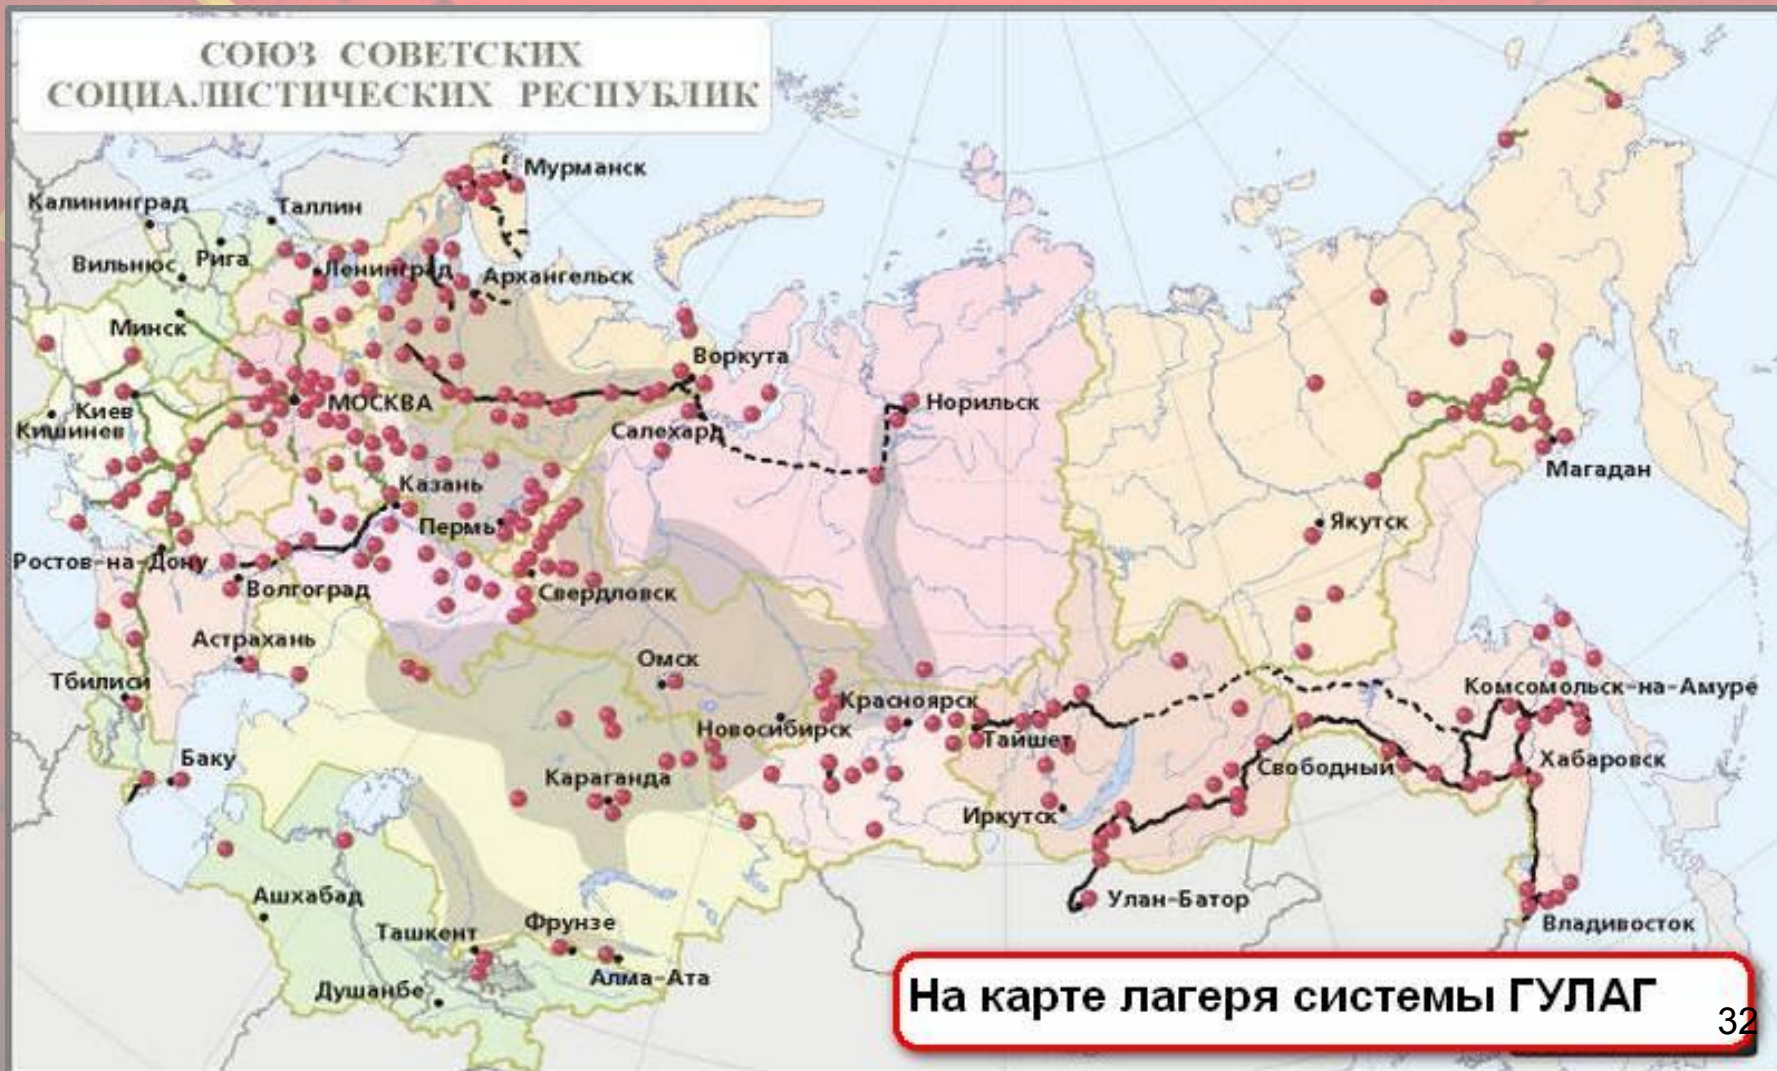 СОЮЗ СОВЕТСКИХ
СОЦИАЛИСТИЧЕСКИХ РЕСПУБЛИК
Мурманск
Калининград
Таллин
Рига
Вильнюс
Ленинград
Архангельск
Минск
Воркута
Киев
МОСКВА
Норильск
Кишинев
Салехард
Магадан
Казань
Пермь
Якутск
Ростов-на-Дону
Волгоград
Свердловск
Астрахань
Омск
Тбилиси
Красноярск
Комсомольск-на-Амуре
Новосибирск
Тайшет
Баку
Караганда
Свободный
Хабаровск
Иркутск
Ашхабад
Улан-Батор
Фрунзе
Ташкент
Владивосток
Алма-Ата
Душанбе
На карте лагеря системы ГУЛАГ
32